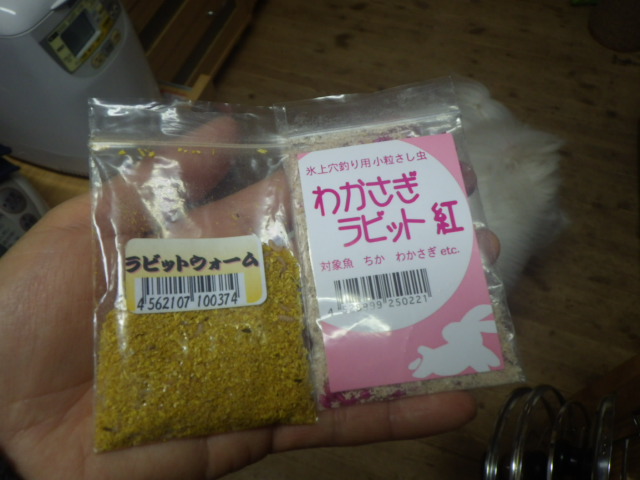 ラビットウォーム
4 562107 100374
氷上穴釣り用小粒さし虫
わかさぎ
ラビット 紅
対象魚 ちか わかさぎ etc.